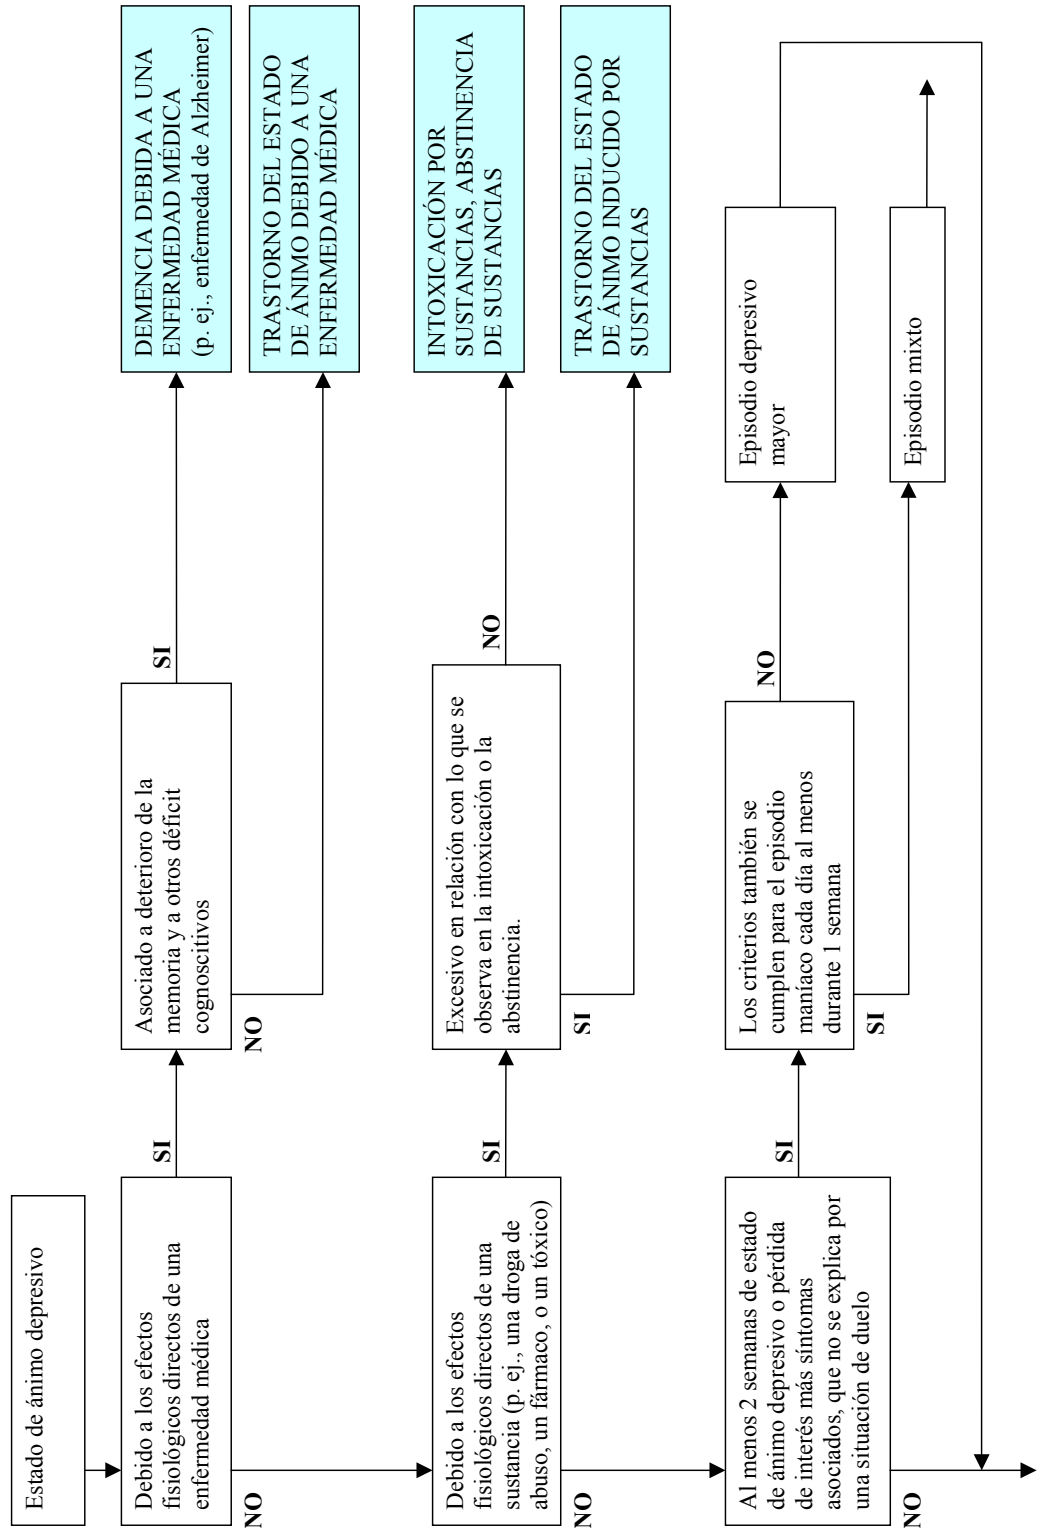 Estado de ánimo depresivo
Debido a los efectos
fisiológicos directos de una
enfermedad médica
SI
NO
Asociado a deterioro de la
memoria y a otros déficit
cognoscitivos
SI
NO
DEMENCIA DEBIDA A UNA
ENFERMEDAD MÉDICA
(p. ej., enfermedad de Alzheimer)
TRASTORNO DEL ESTADO
DE ÁNIMO DEBIDO A UNA
ENFERMEDAD MÉDICA
Debido a los efectos
fisiológicos directos de una
sustancia (p. ej., una droga de
abuso, un fármaco, o un tóxico)
SI
NO
Excesivo en relación con lo que se
observa en la intoxicación o la
abstinencia.
NO
SI
INTOXICACIÓN POR
SUSTANCIAS, ABSTINENCIA
DE SUSTANCIAS
TRASTORNO DEL ESTADO
DE ÁNIMO INDUCIDO POR
SUSTANCIAS
Al menos 2 semanas de estado
de ánimo depresivo o pérdida
de interés más síntomas
asociados, que no se explica por
una situación de duelo
SI
NO
Los criterios también se
cumplen para el episodio
maníaco cada día al menos
durante 1 semana
NO
SI
Episodio depresivo
mayor
Episodio mixto